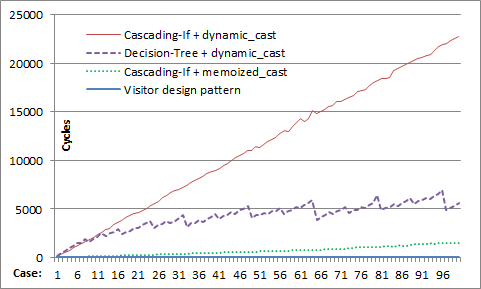 25000
20000
15000
10000
5000
0
Cascading-If + dynamic_cast
Decision-Tree + dynamic_cast
Cascading-If + memoized_cast
Visitor design pattern
Cycles
Case: 1 6 11 16 21 26 31 36 41 46 51 56 61 66 71 76 81 86 91 96